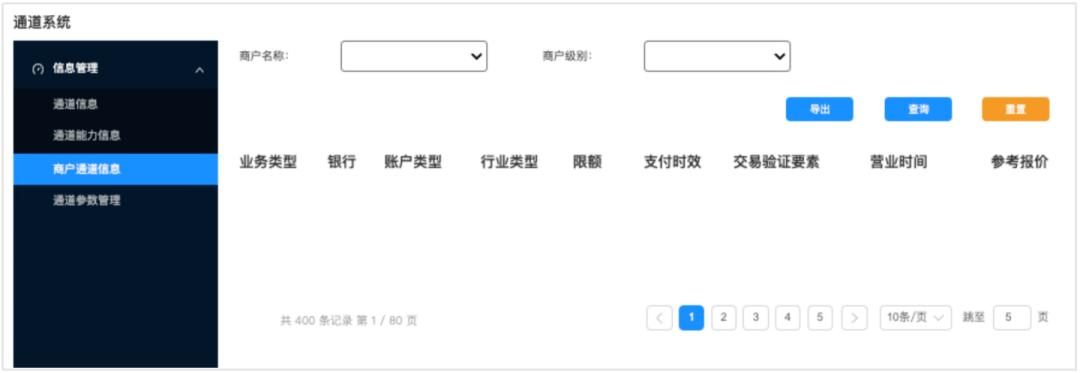 通道系统
信息管理
通道信息
通道能力信息
商户通道信息
通道参数管理
商户名称: 商户级别:
导出 查询 重置
业务类型 银行 账户类型 行业类型 限额 支付时效 交易验证要素 营业时间 参考报价
共 400 条记录 第 1 / 80 页 < 1 2 3 4 5 > 10条/页 跳至 5 页